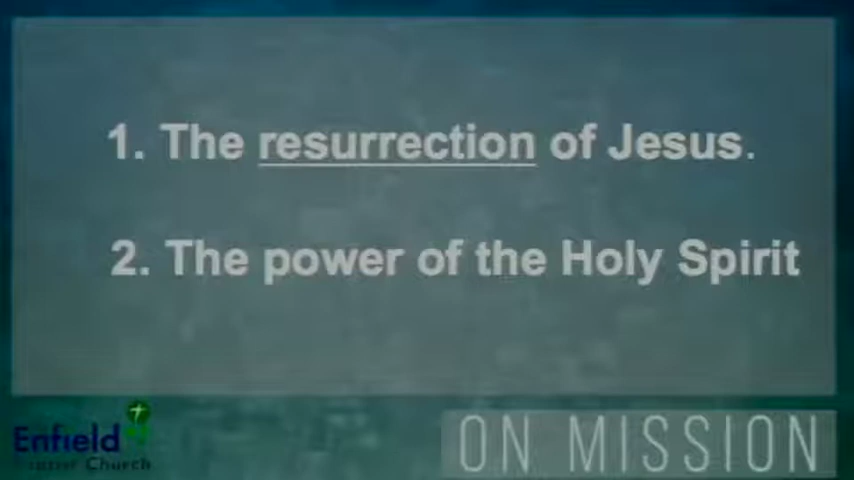 1. The resurrection of Jesus.
2. The power of the Holy Spirit
Enfield
Church
ON MISSION